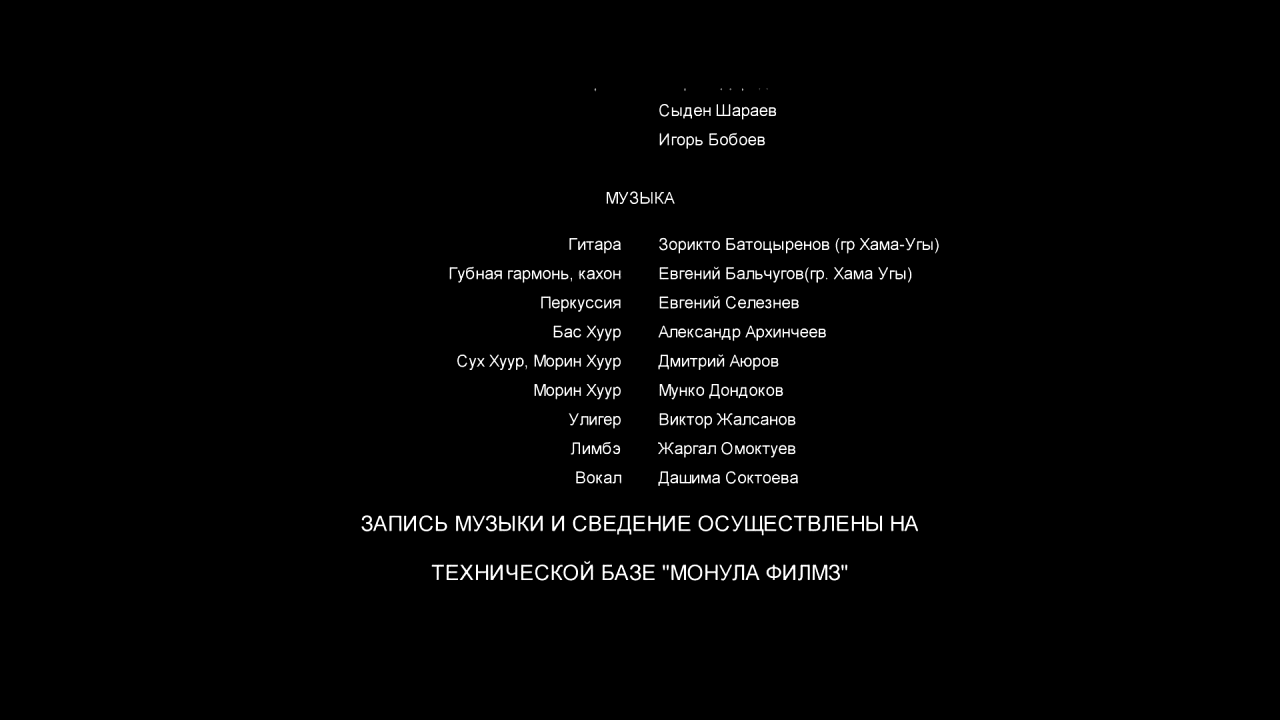 Сыден Шараев
Игорь Бобоев
МУЗЫКА
Гитара Зорикто Батоцыренов (гр Хама-Угы)
Губная гармонь, кахон Евгений Бальчугов(гр. Хама Угы)
Перкуссия Евгений Селезнев
Бас Хуур Александр Архинчеев
Сух Хуур, Морин Хуур Дмитрий Аюров
Морин Хуур Мунко Дондоков
Улигер Виктор Жалсанов
Лимбэ Жаргал Омоктуев
Вокал Дашима Соктоева
ЗАПИСЬ МУЗЫКИ И СВЕДЕНИЕ ОСУЩЕСТВЛЕНЫ НА
ТЕХНИЧЕСКОЙ БАЗЕ "МОНУЛА ФИЛМЗ"